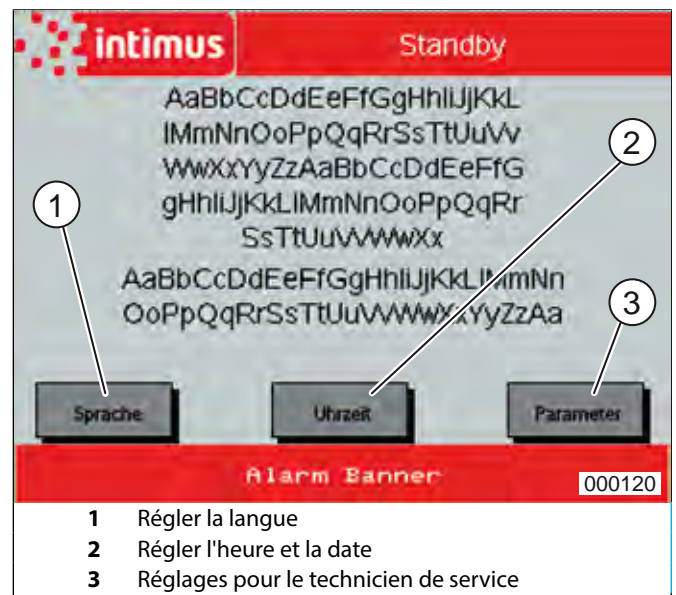 intimus
Standby
AaBbCcDdEeFfGgHhIiJjKkL
lMmNnOoPpQqRrSsTtUuVv
WwXxYyZzAaBbCcDdEeFfG
gHhIiJjKkLlMmNnOoPpQqRr
SsTtUuVvWwXx
AaBbCcDdEeFfGgHhIiJjKkLlMmNn
OoPpQqRrSsTtUuVvWwXxYyZzAa
1
2
3
Sprache
Uhrzeit
Parameter
Alarm Banner
000120
1 Régler la langue
2 Régler l'heure et la date
3 Réglages pour le technicien de service